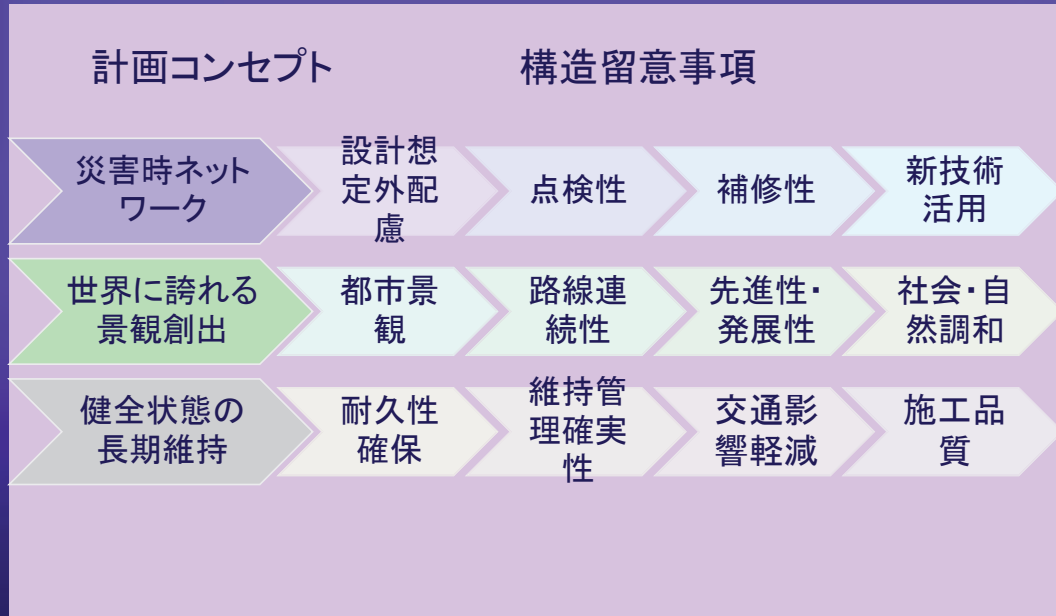 計画コンセプト
構造留意事項
災害時ネット
ワーク
設計想
定外配
慮
点検性
補修性
新技術
活用
世界に誇れる
景観創出
都市景
観
路線連
続性
先進性・
発展性
社会・自
然調和
健全状態の
長期維持
耐久性
確保
維持管
理確実
性
交通影
響軽減
施工品
質